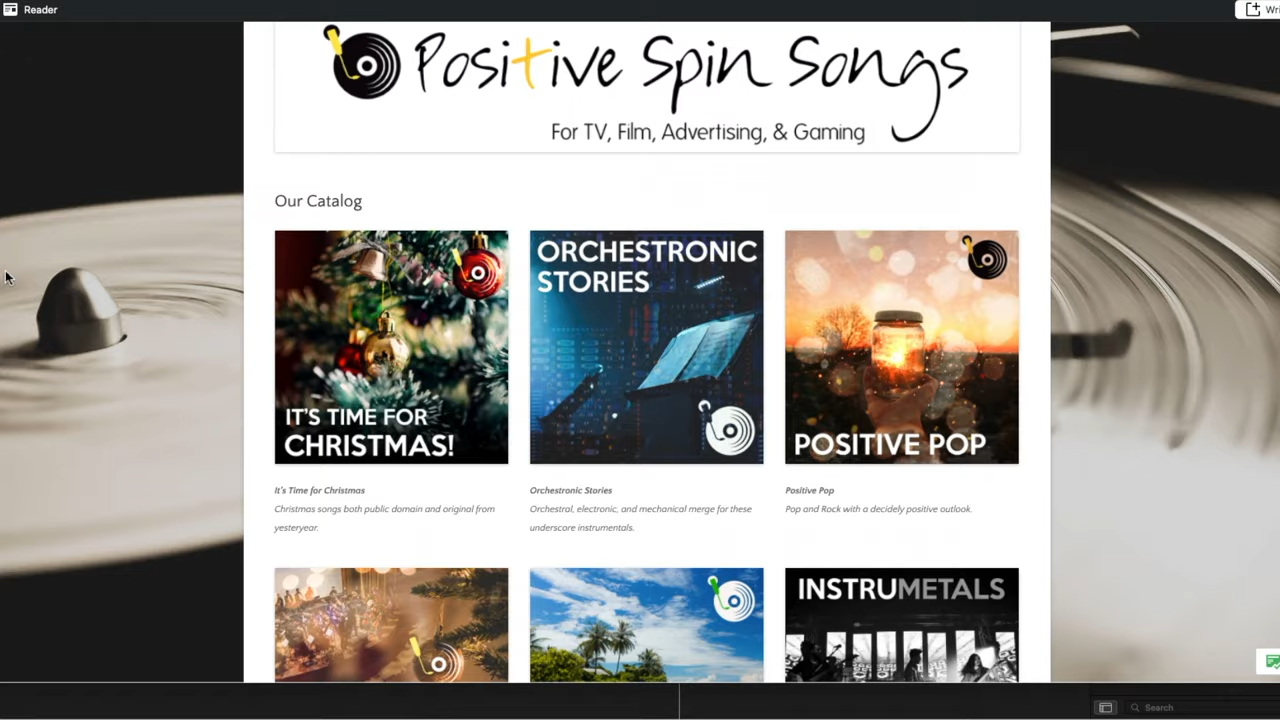 Reader
Wri
Positive Spin Songs
For TV, Film, Advertising, & Gaming
Our Catalog
IT'S TIME FOR
CHRISTMAS!
ORCHESTRONIC
STORIES
POSITIVE POP
It's Time for Christmas
Christmas songs both public domain and original from
yesteryear.
Orchestronic Stories
Orchestral, electronic, and mechanical merge for these
underscore instrumentals.
Positive Pop
Pop and Rock with a decidely positive outlook.
INSTRUMETALS
Search